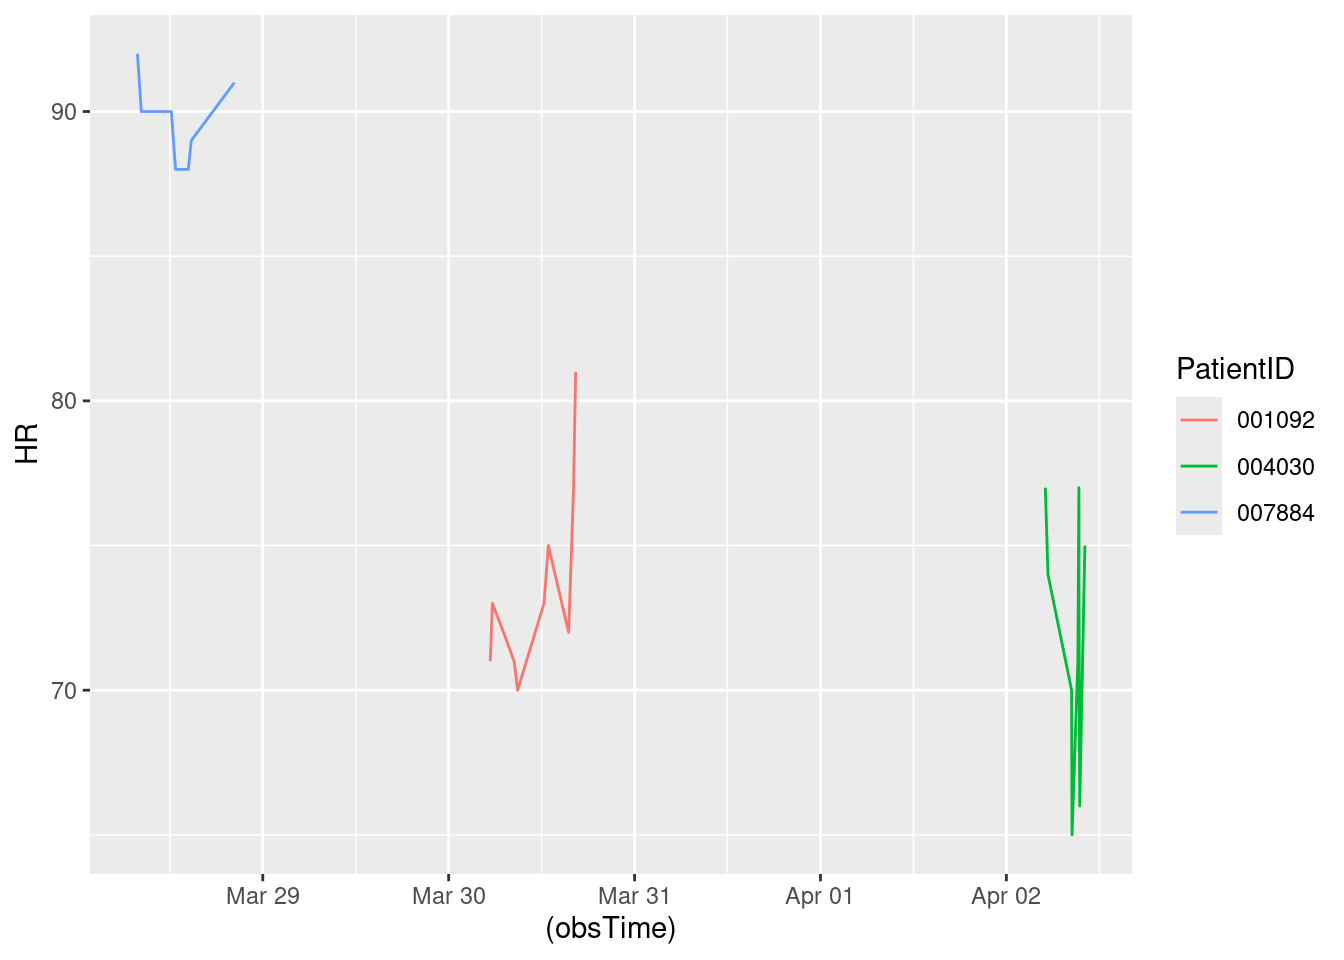 90
80
70
HR
Mar 29
Mar 30
Mar 31
Apr 01
Apr 02
(obsTime)
PatientID
001092
004030
007884